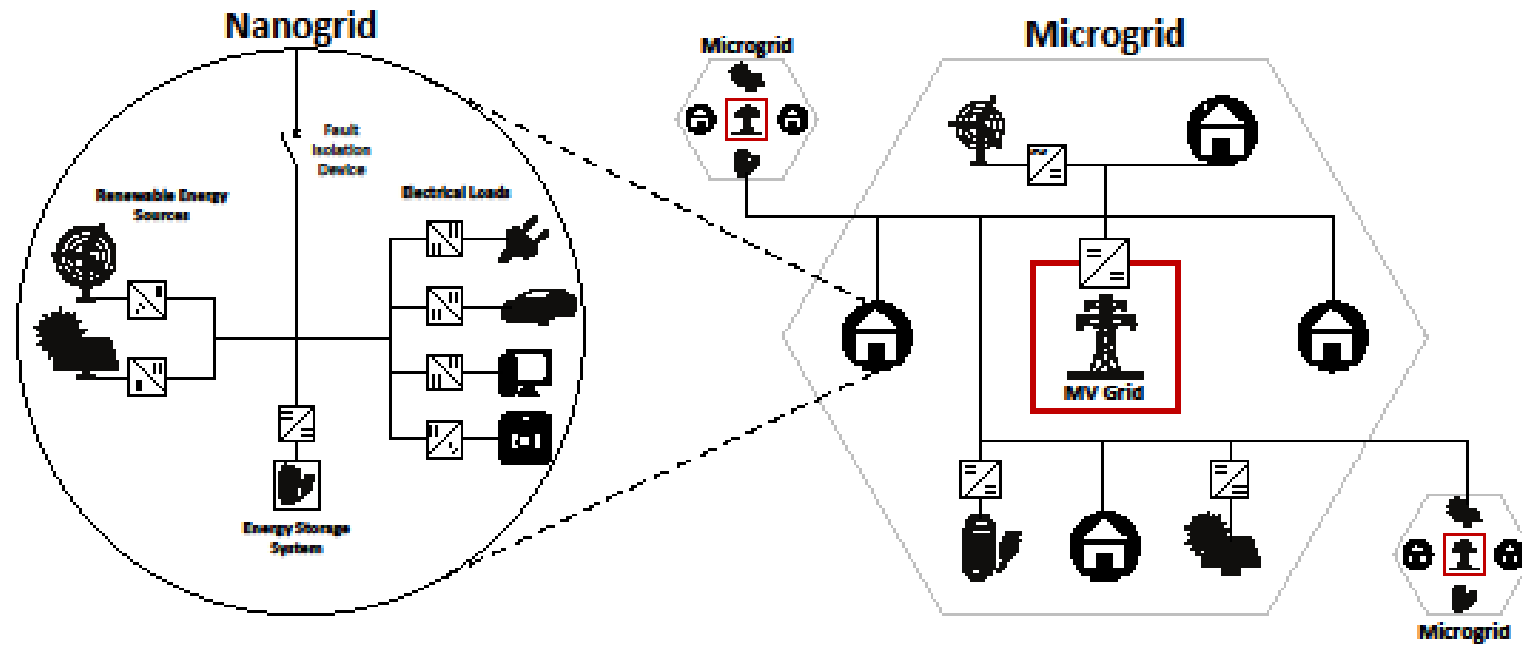 Nanogrid
Fault
Isolation
Device
Renewable Energy
Sources
Electrical Loads
Energy Storage
System
Microgrid
Microgrid
MV Grid
Microgrid